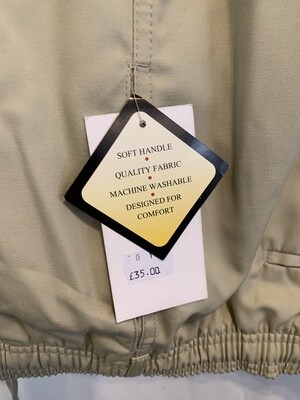 SOFT HANDLE
•
QUALITY FABRIC
•
MACHINE WASHABLE
•
DESIGNED FOR
COMFORT
£35.00